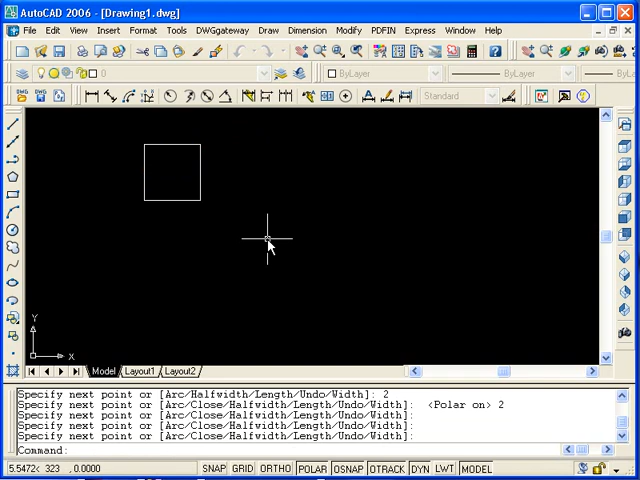 AutoCAD 2006 - [Drawing1.dwg]
File Edit View Insert Format Tools DWGgateway Draw Dimension Modify PDFIN Express Window Help
0 ByLayer ByLayer ByLa
DWG DWG Standard
Y
X
Model Layout1 Layout2
Specify next point or [Arc/Halfwidth/Length/Undo/Width]: 2
Specify next point or [Arc/Close/Halfwidth/Length/Undo/Width]: <Polar on> 2
Specify next point or [Arc/Close/Halfwidth/Length/Undo/Width]:
Specify next point or [Arc/Close/Halfwidth/Length/Undo/Width]:
Command:
5.5472< 323 ,0.0000 SNAP GRID ORTHO POLAR OSNAP OTRACK DYN LWT MODEL